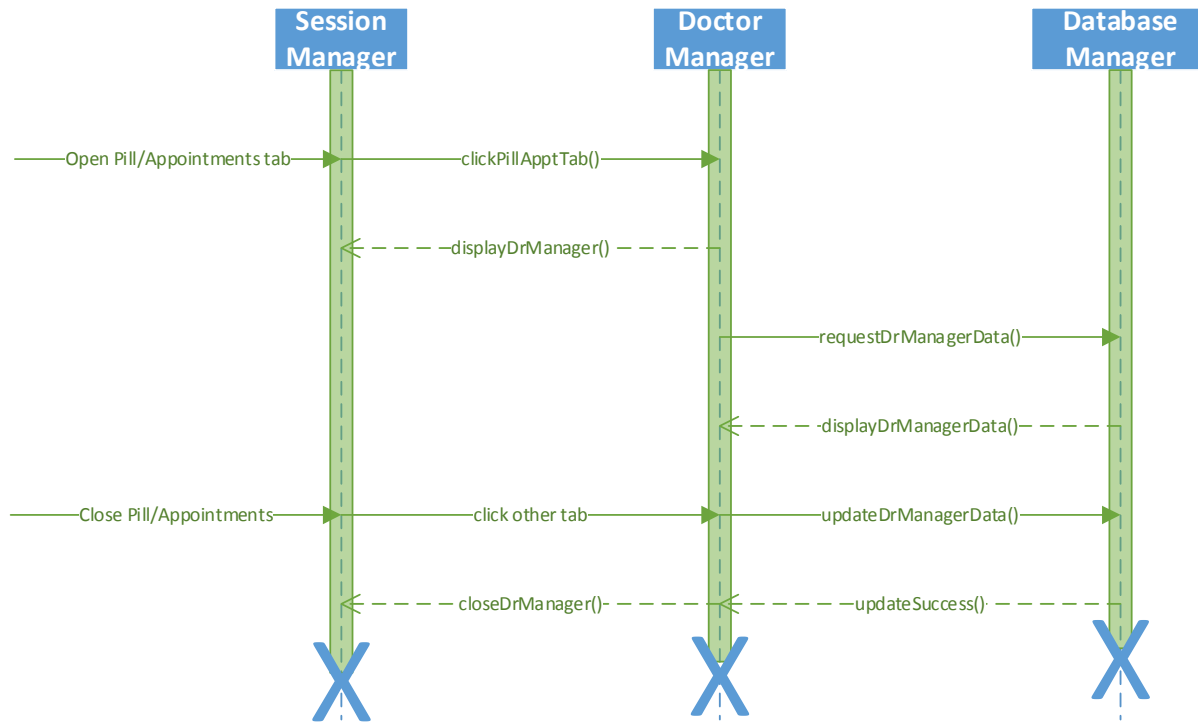 Session
Manager
Doctor
Manager
Database
Manager
Open Pill/Appointments tab
clickPillApptTab()
displayDrManager()
requestDrManagerData()
displayDrManagerData()
Close Pill/Appointments
click other tab
updateDrManagerData()
closeDrManager()
updateSuccess()